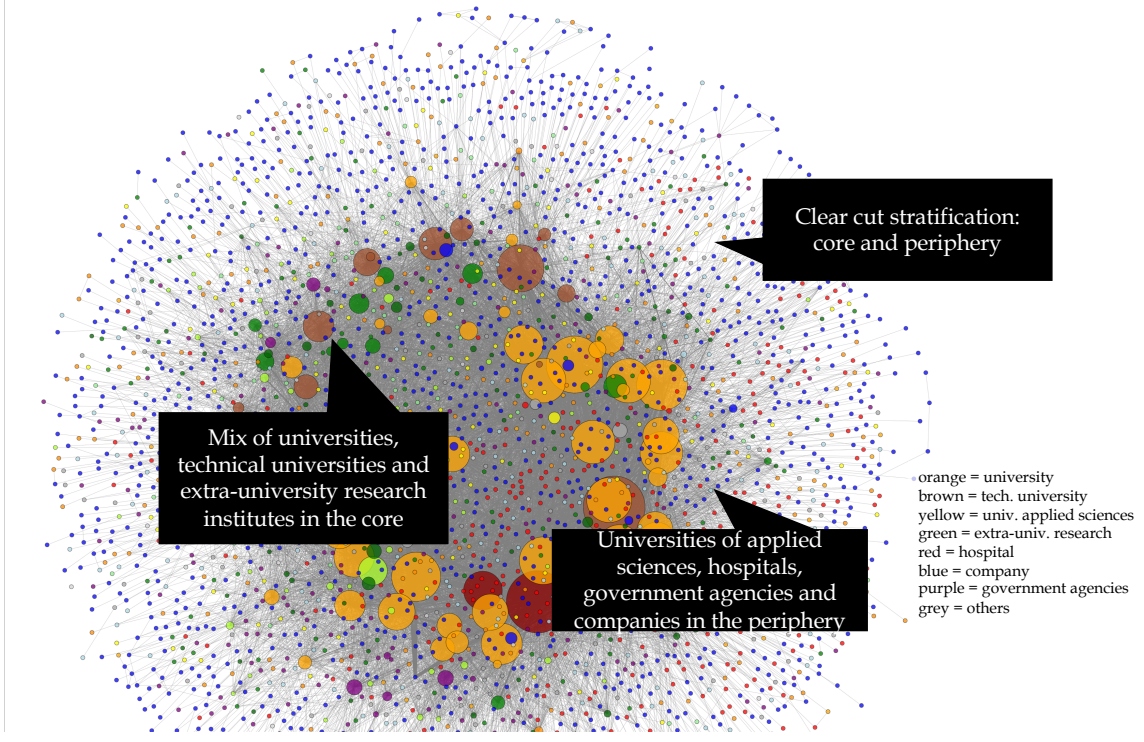 Clear cut stratification:
core and periphery
Mix of universities,
technical universities and
extra-university research
institutes in the core
orange = university
brown = tech. university
yellow = univ. applied sciences
green = extra-univ. research
red = hospital
blue = company
purple = government agencies
grey = others
Universities of applied
sciences, hospitals,
government agencies and
companies in the periphery